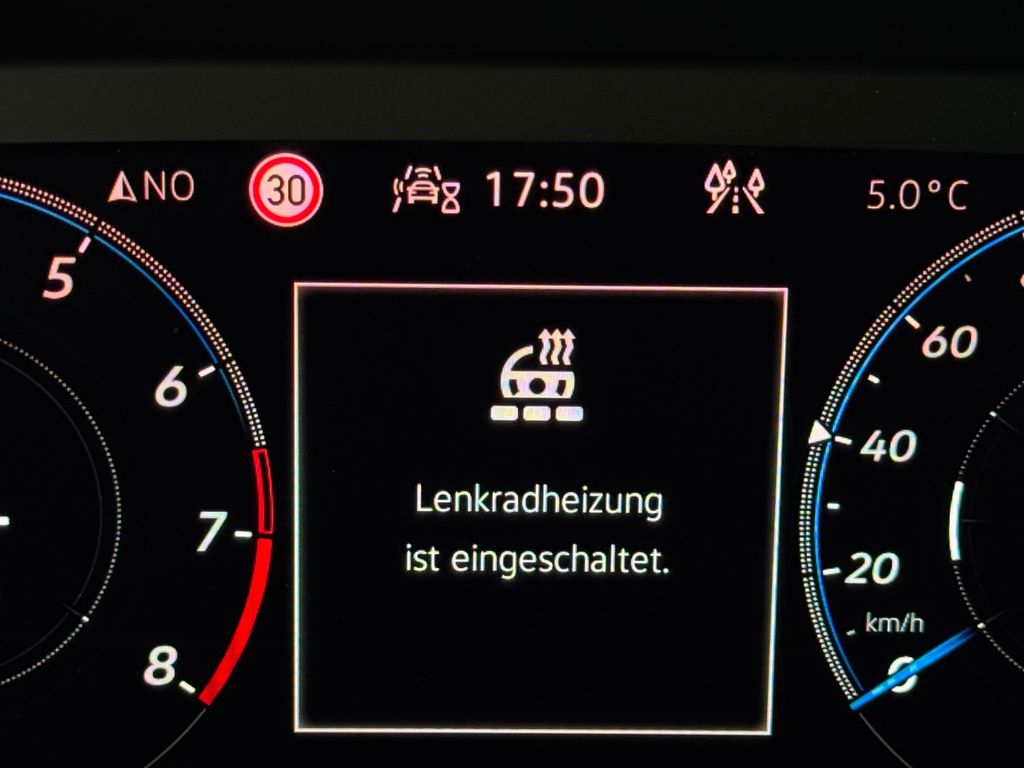 NO
30
17:50
5.0°C
5
6
7
8
Lenkradheizung
ist eingeschaltet.
60
40
20
km/h
0